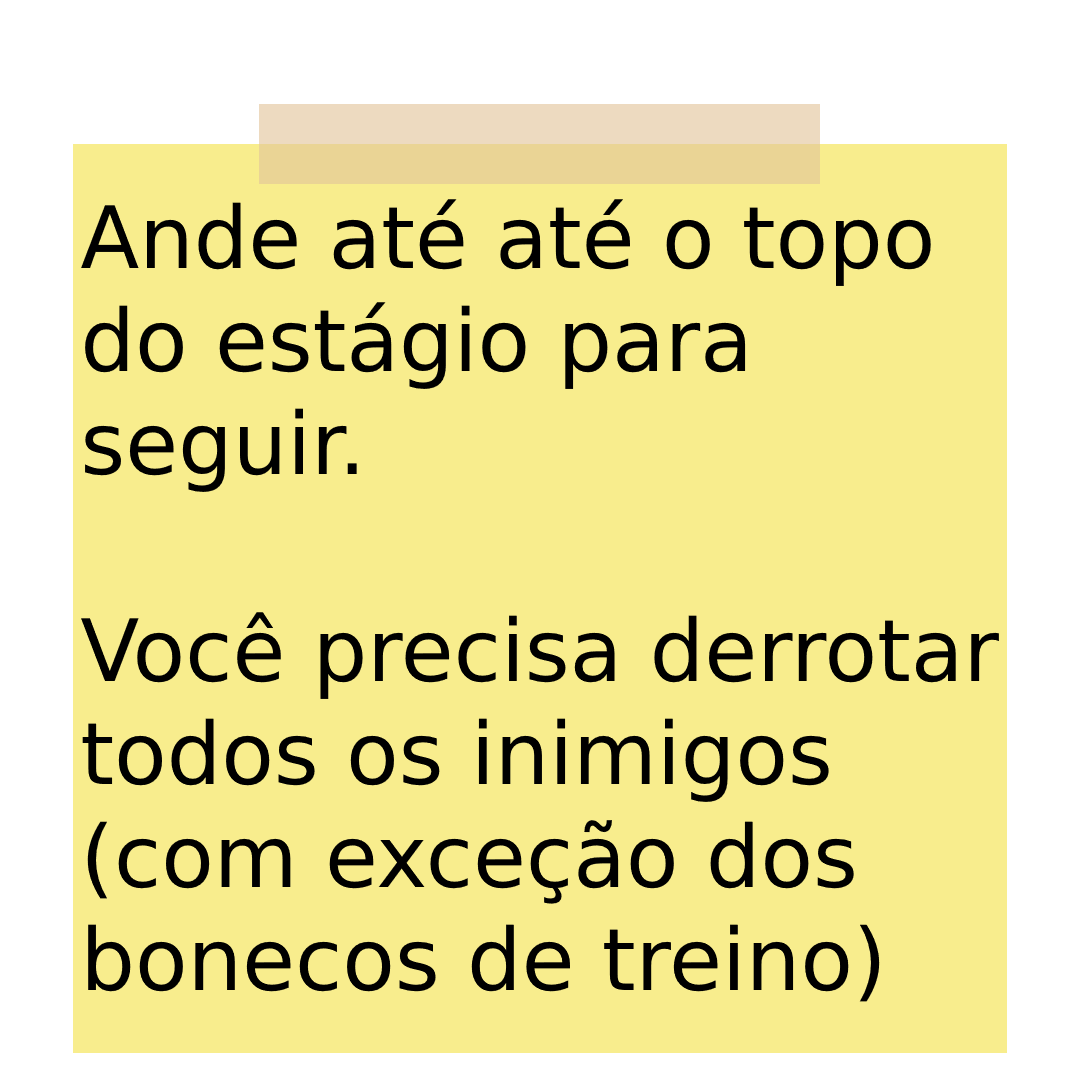 Ande até até o topo
do estágio para
seguir.
Você precisa derrotar
todos os inimigos
(com exceção dos
bonecos de treino)